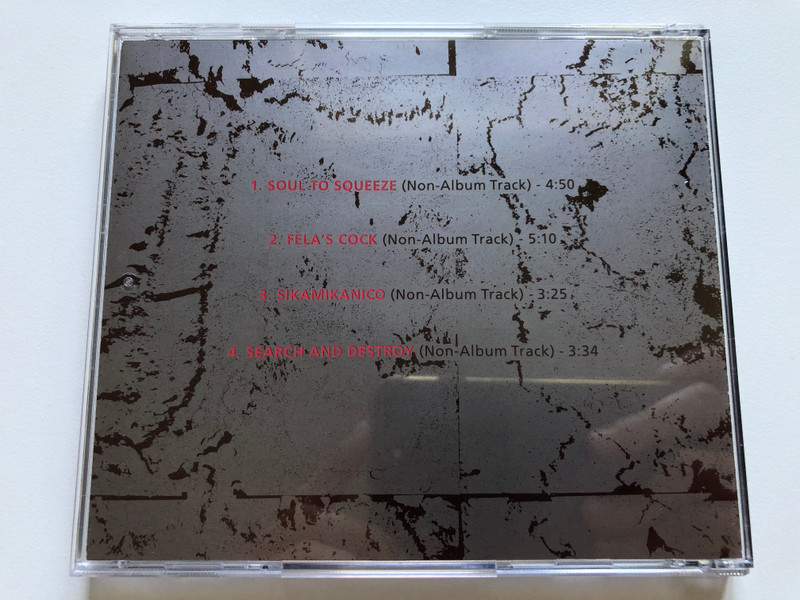 1. SOUL TO SQUEEZE (Non-Album Track) - 4:50
2. FELA'S COCK (Non-Album Track) - 5:10
3. SIKAMIKANICO (Non-Album Track) - 3:25
4. SEARCH AND DESTROY (Non-Album Track) - 3:34